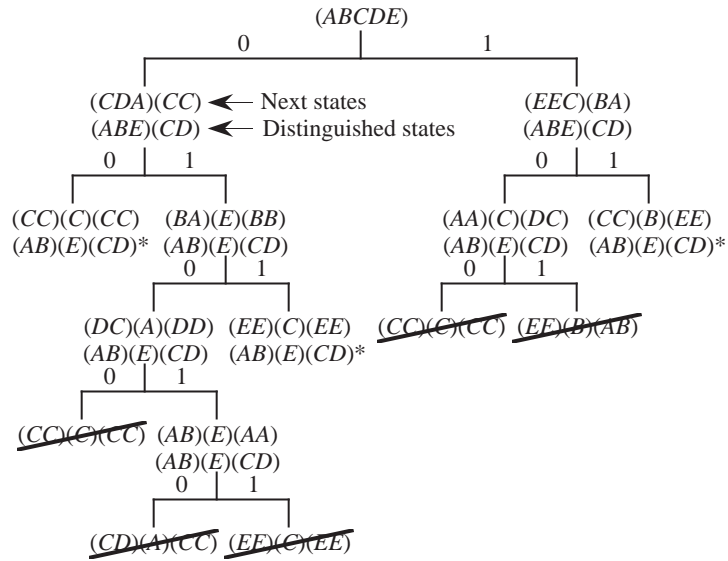 (ABCDE)
0 1
(CDA)(CC) Next states (EEC)(BA)
(ABE)(CD) Distinguished states (ABE)(CD)
0 1 0 1
(CC)(C)(CC) (BA)(E)(BB) (AA)(C)(DC) (CC)(B)(EE)
(AB)(E)(CD)* (AB)(E)(CD) (AB)(E)(CD) (AB)(E)(CD)*
0 1 0 1
(DC)(A)(DD) (EE)(C)(EE) (CC)(C)(CC) (EE)(B)(AB)
(AB)(E)(CD) (AB)(E)(CD)*
0 1
(CC)(C)(CC) (AB)(E)(AA)
(AB)(E)(CD)
0 1
(CD)(A)(CC) (EE)(C)(EE)